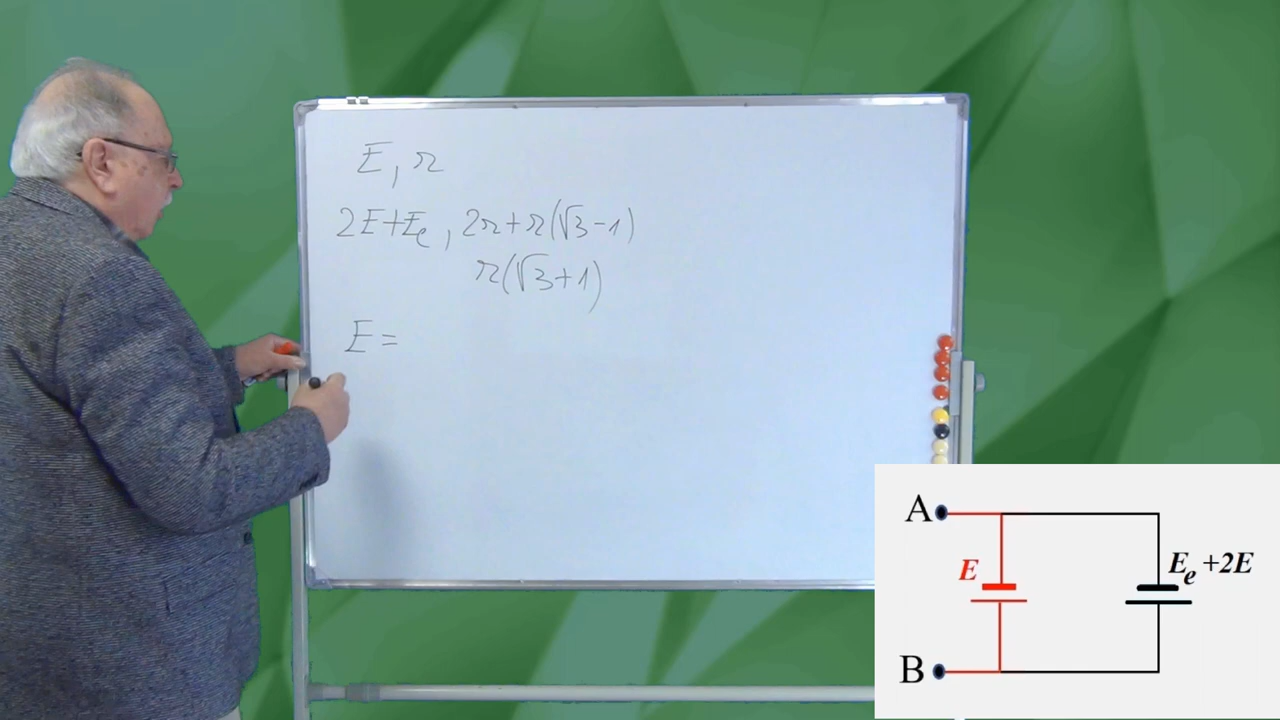 E, r
2E+Eₑ, 2r+r(√3-1)
r(√3+1)
E=
A
E
Eₑ+2E
B